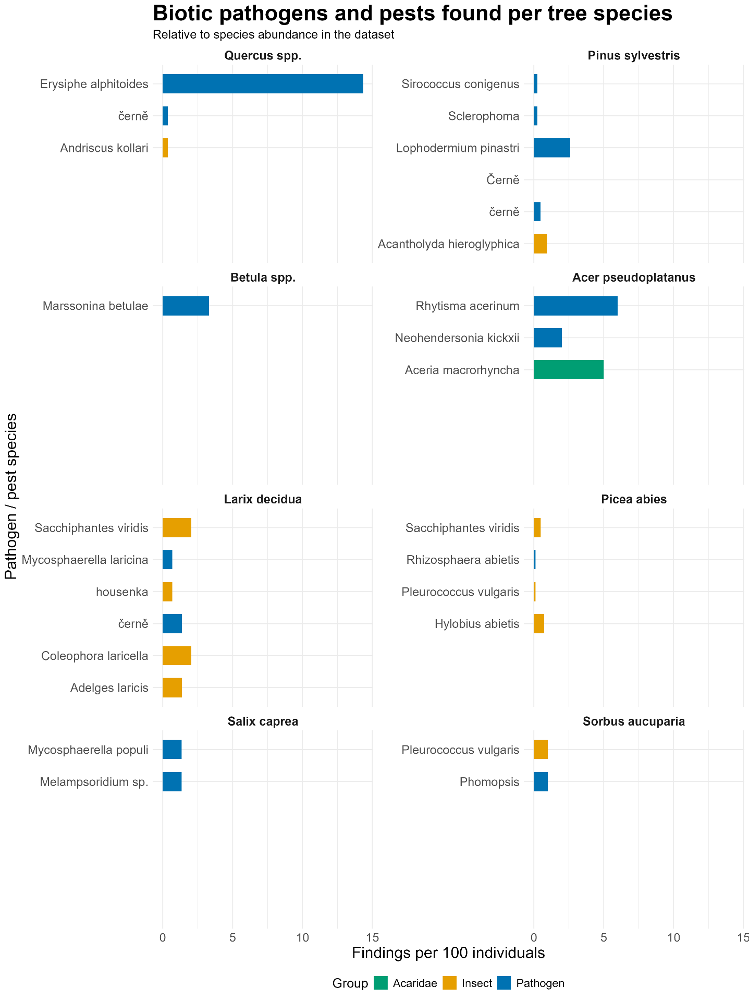 Biotic pathogens and pests found per tree species
Relative to species abundance in the dataset
Quercus spp.
Erysiphe alphitoides
černě
Andriscus kollari
Pinus sylvestris
Sirococcus conigenus
Sclerophoma
Lophodermium pinastri
Černě
černě
Acantholyda hieroglyphica
Betula spp.
Marssonina betulae
Acer pseudoplatanus
Rhytisma acerinum
Neohendersonia kickxii
Aceria macrorhyncha
Larix decidua
Sacchiphantes viridis
Mycosphaerella laricina
housenka
černě
Coleophora laricella
Adelges laricis
Picea abies
Sacchiphantes viridis
Rhizosphaera abietis
Pleurococcus vulgaris
Hylobius abietis
Salix caprea
Mycosphaerella populi
Melampsoridium sp.
Sorbus aucuparia
Pleurococcus vulgaris
Phomopsis
Pathogen / pest species
0 5 10 15
0 5 10 15
Findings per 100 individuals
Group Acaridae Insect Pathogen